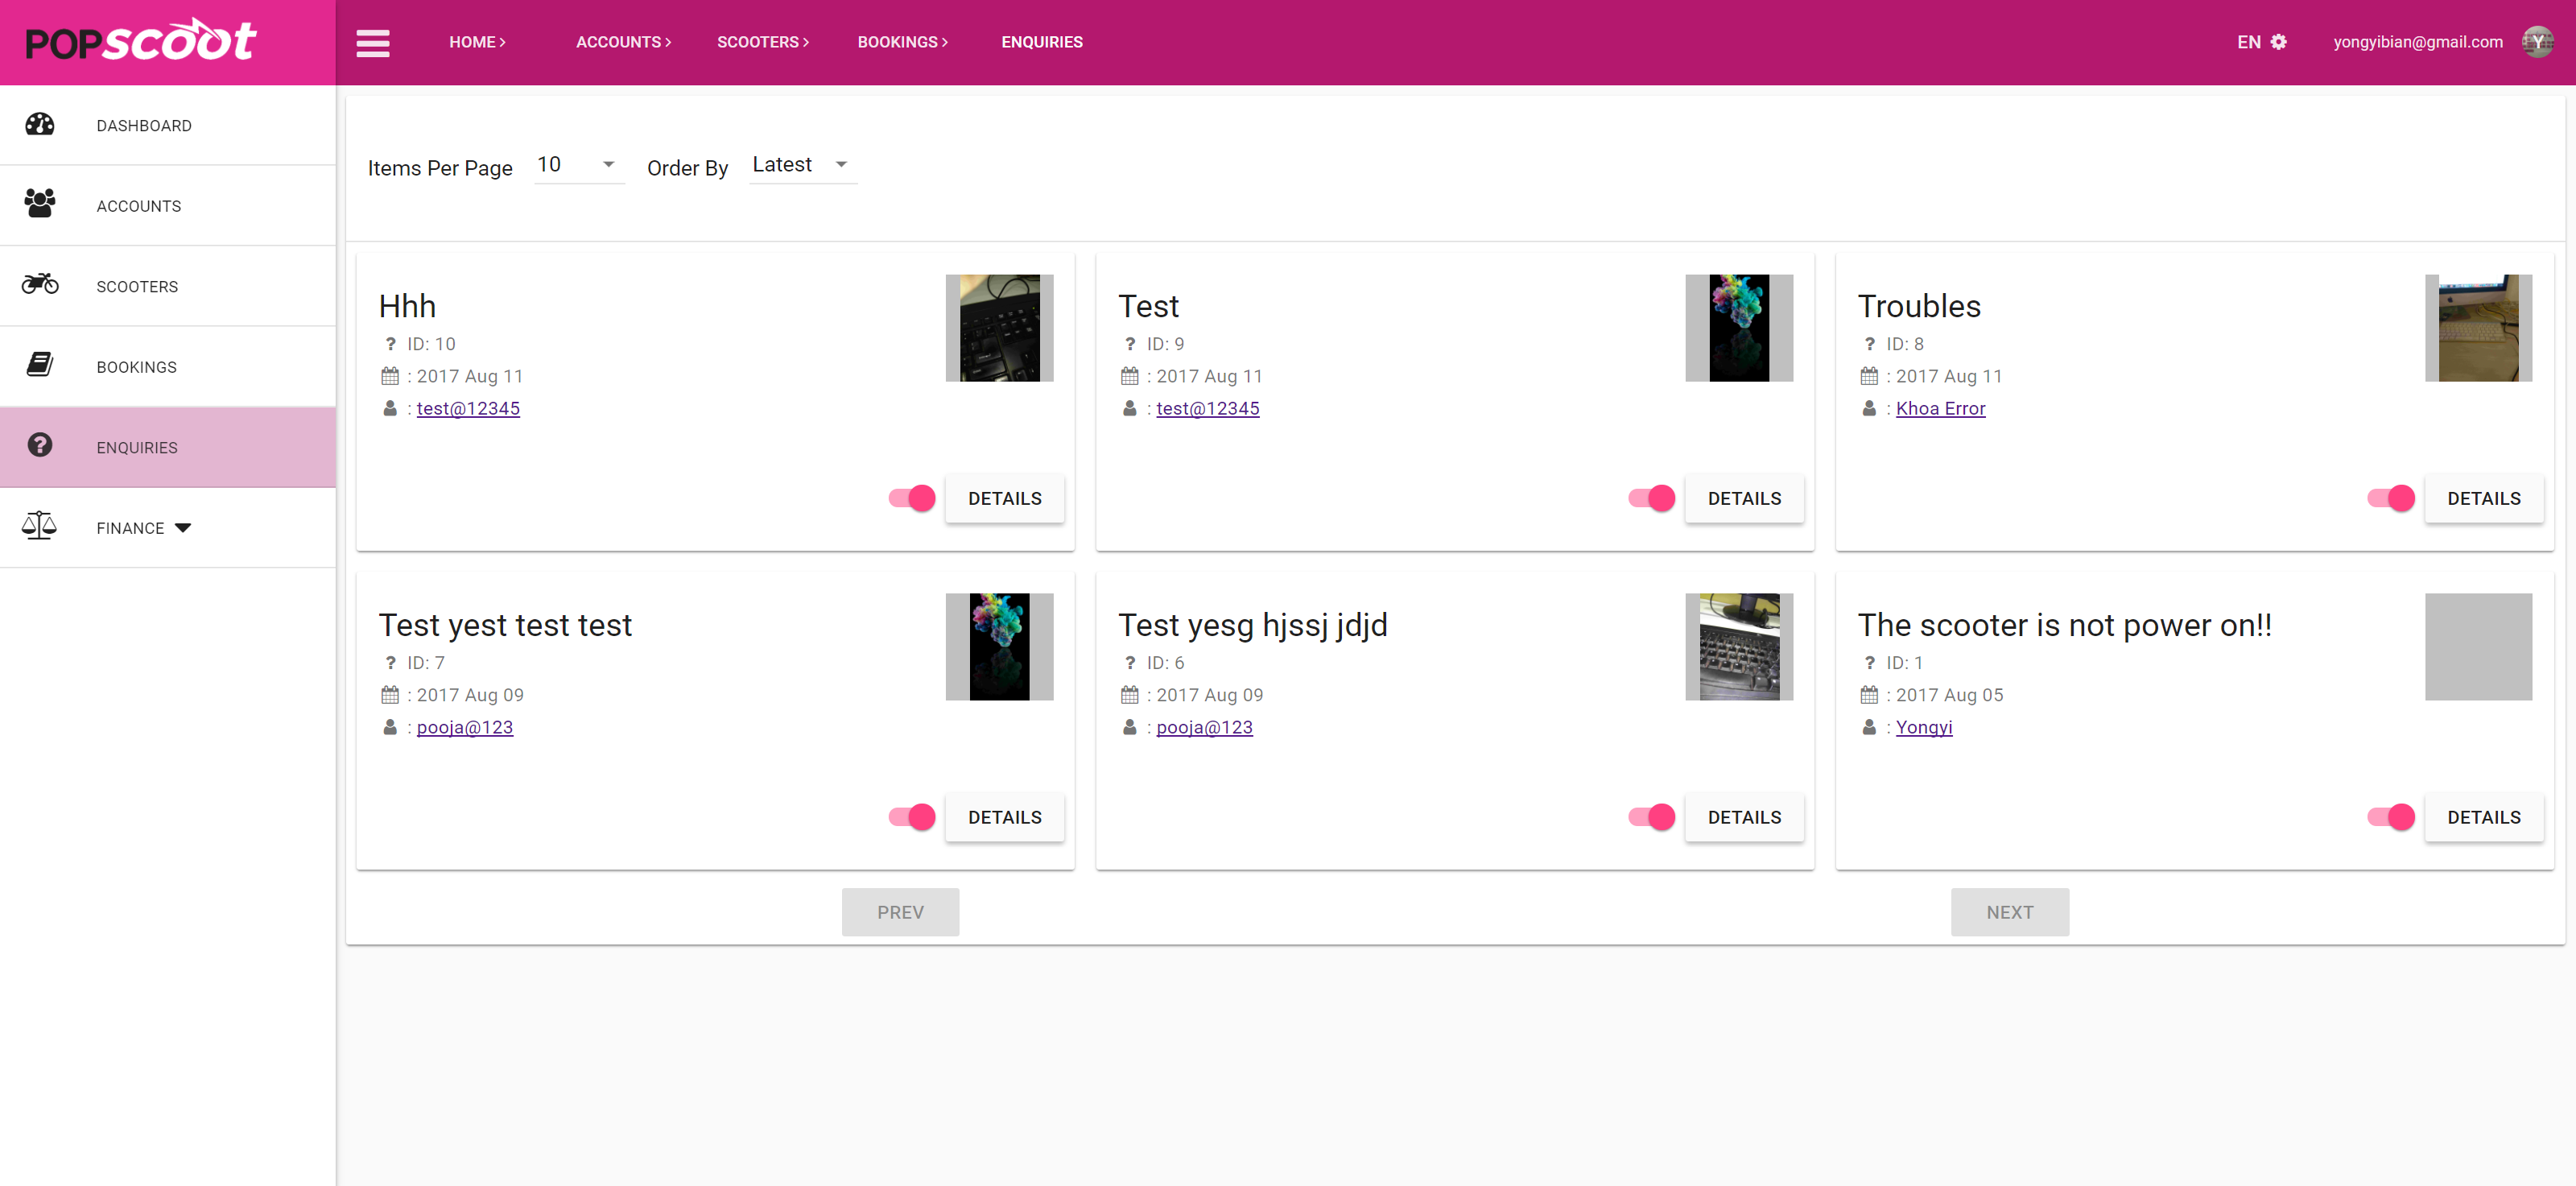 POPscoot
HOME
ACCOUNTS
SCOOTERS
BOOKINGS
ENQUIRIES
EN
yongyibian@gmail.com
Y
DASHBOARD
ACCOUNTS
SCOOTERS
BOOKINGS
ENQUIRIES
FINANCE
Items Per Page 10 Order By Latest
Hhh
? ID: 10
: 2017 Aug 11
: test@12345
DETAILS
Test
? ID: 9
: 2017 Aug 11
: test@12345
DETAILS
Troubles
? ID: 8
: 2017 Aug 11
: Khoa Error
DETAILS
Test yest test test
? ID: 7
: 2017 Aug 09
: pooja@123
DETAILS
Test yesg hjssj jdjd
? ID: 6
: 2017 Aug 09
: pooja@123
DETAILS
The scooter is not power on!!
? ID: 1
: 2017 Aug 05
: Yongyi
DETAILS
PREV
NEXT